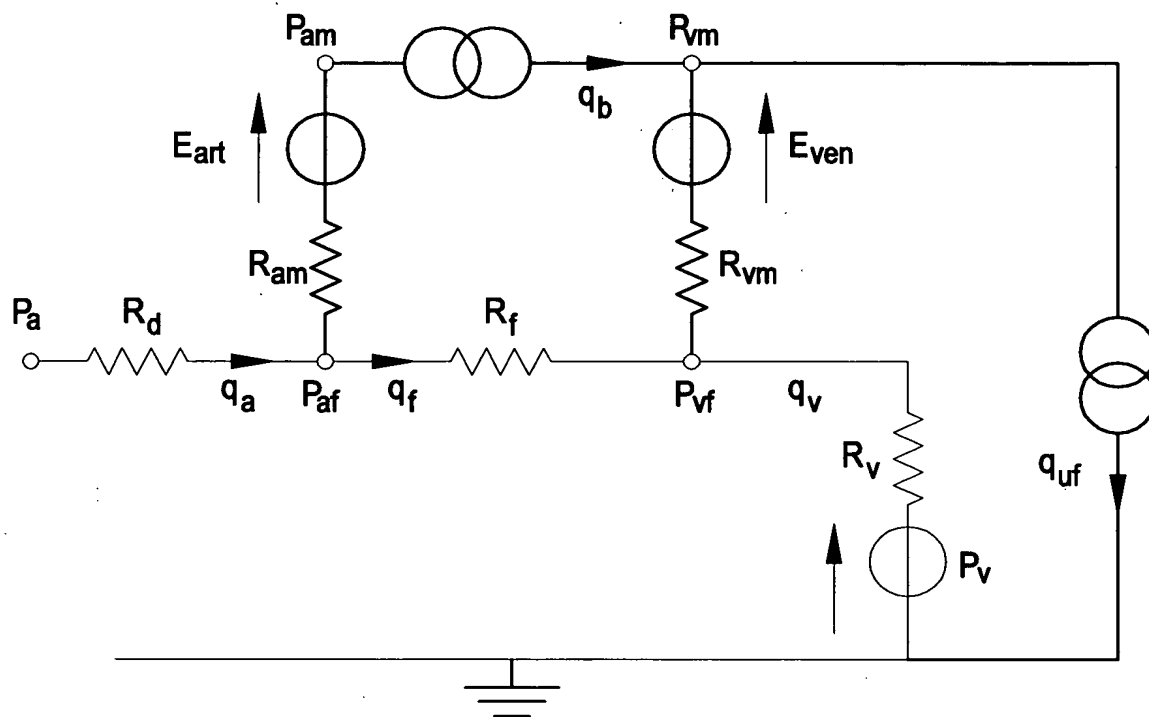 Pam
Rvm
qb
Eart
Even
Ram
Rvm
Pa
Rd
Rf
qa
Paf
qf
Pvf
qv
Rv
quf
Pv